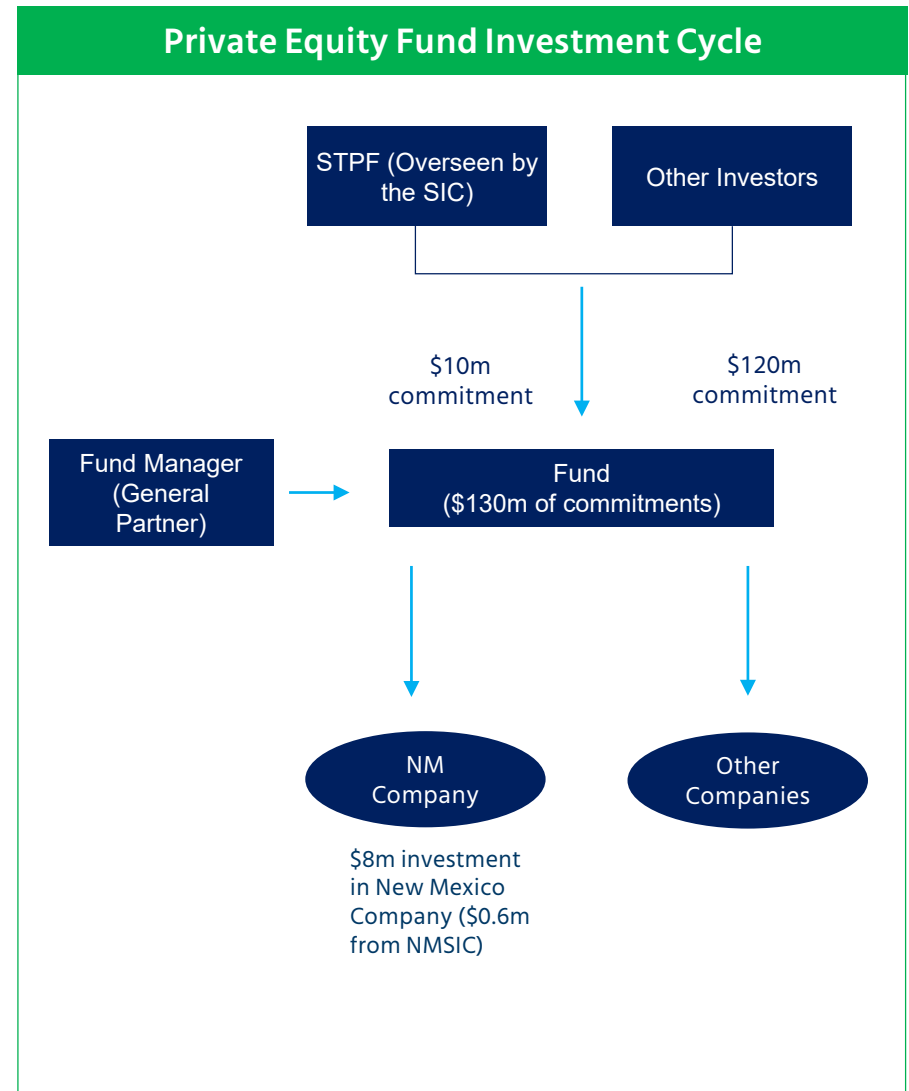 Private Equity Fund Investment Cycle
STPF (Overseen by
the SIC)
Other Investors
$10m
commitment
$120m
commitment
Fund Manager
(General
Partner)
Fund
($130m of commitments)
NM
Company
Other
Companies
$8m investment
in New Mexico
Company ($0.6m
from NMSIC)